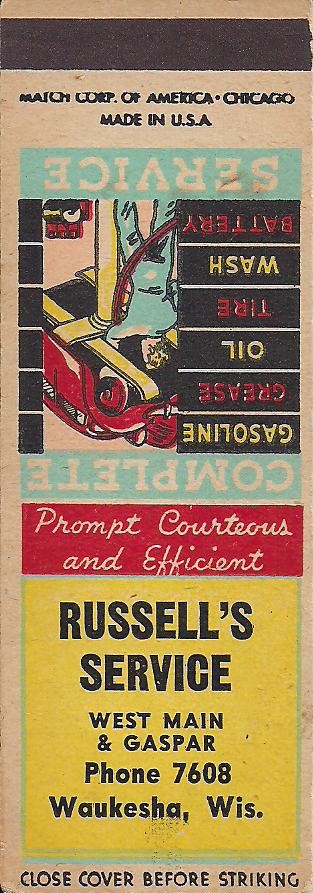 MATCH CORP. OF AMERICA • CHICAGO
MADE IN U.S.A.
COMPLETE
GASOLINE
GREASE
OIL
TIRE
WASH
BATTERY
SERVICE
Prompt Courteous
and Efficient
RUSSELL'S
SERVICE
WEST MAIN
& GASPAR
Phone 7608
Waukesha, Wis.
CLOSE COVER BEFORE STRIKING